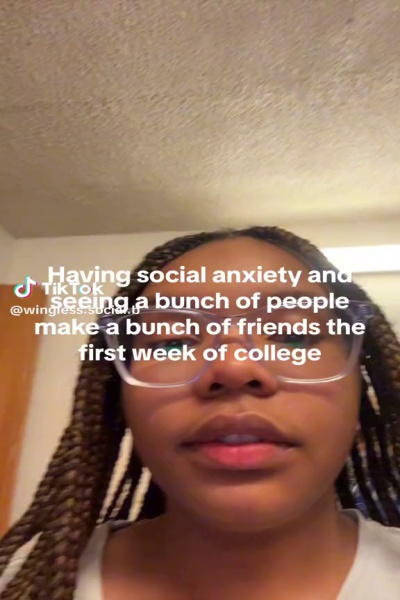 Having social anxiety and
TikTok
seeing a bunch of people
@wingless.social.b
make a bunch of friends the
first week of college